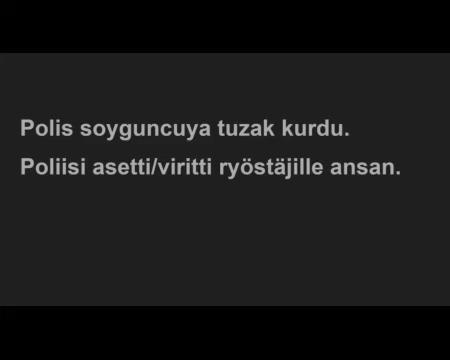 Polis soyguncuya tuzak kurdu.
Poliisi asetti/viritti ryöstäjille ansan.